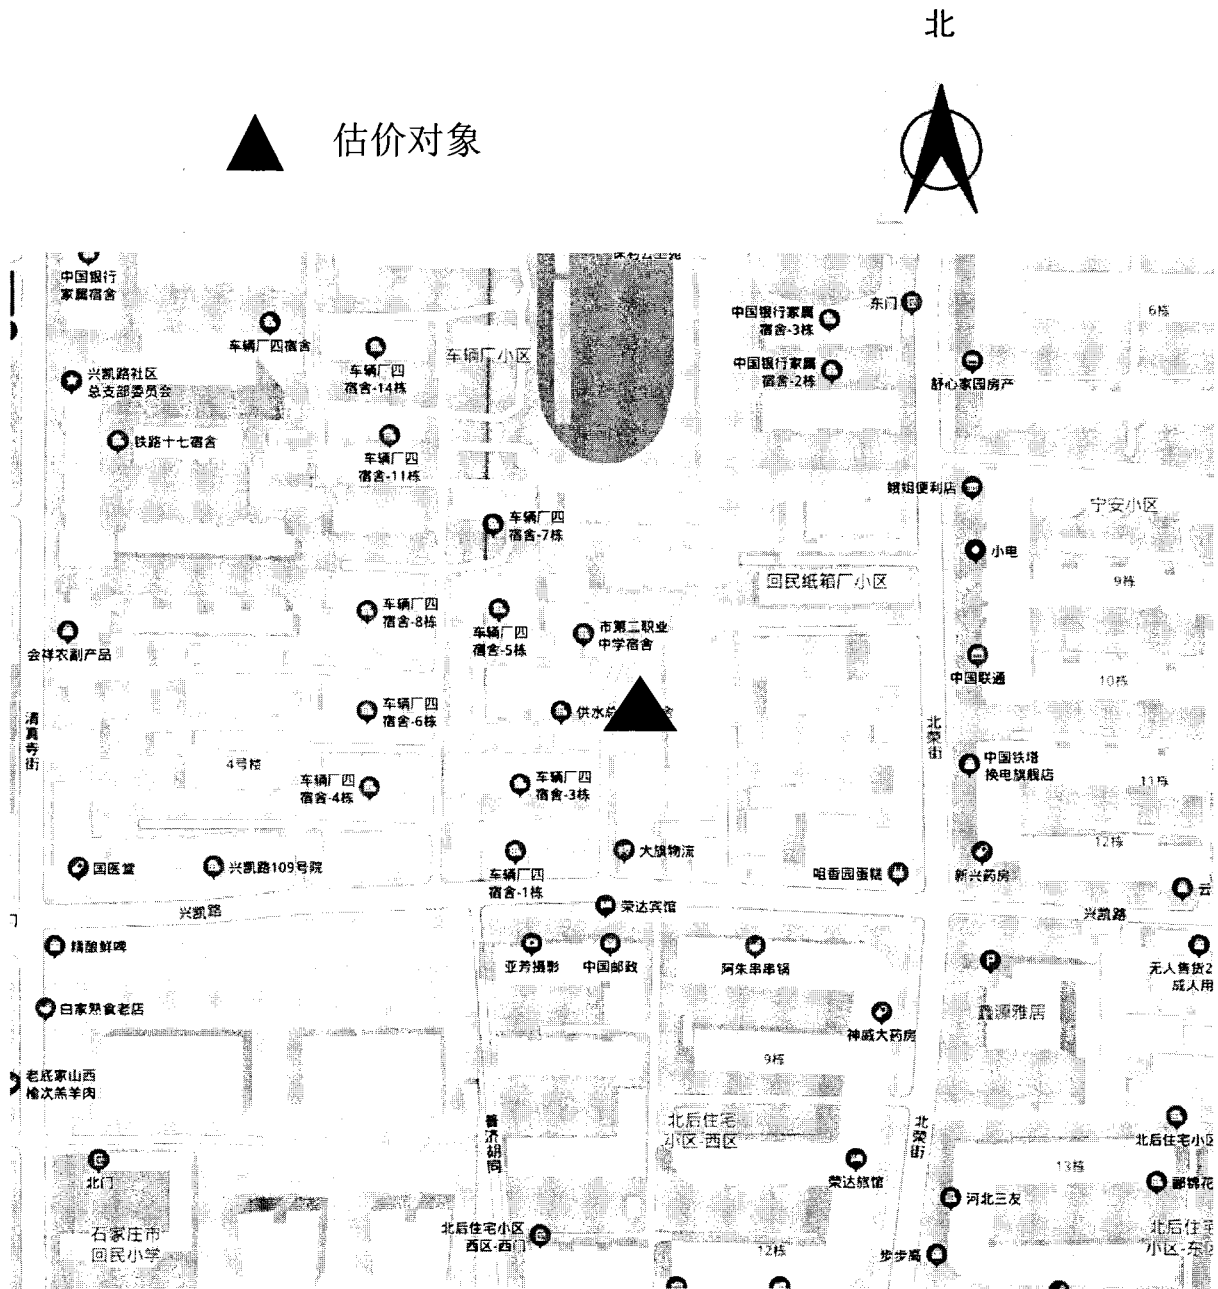 北
估价对象
中国银行
家属宿舍
车辆厂四宿舍
车辆厂四
宿舍-14栋
车辆厂小区
中国银行家属
宿舍-3栋
东门
6栋
兴凯路社区
总支部委员会
中国银行家属
宿舍-2栋
舒心家园房产
铁路十七宿舍
车辆厂四
宿舍-11栋
便利店
宁安小区
车辆厂四
宿舍-7栋
小电
回民纸箱厂小区
9栋
车辆厂四
宿舍-8栋
车辆厂四
宿舍-5栋
市第二职业
中学宿舍
会祥农副产品
中国联通
10栋
车辆厂四
宿舍-6栋
供水总
清真寺街
北荣街
4号楼
车辆厂四
宿舍-4栋
车辆厂四
宿舍-3栋
中国铁塔
换电旗舰店
11栋
12栋
国医堂
兴凯路109号院
车辆厂四
宿舍-1栋
大旗物流
咀香园蛋糕
新兴药房
云
兴凯路
荣达宾馆
兴凯路
精酿鲜啤
亚芳摄影
中国邮政
阿朱串串锅
无人售货2
成人用
白家熟食老店
神威大药房
鑫源雅居
9栋
老底家山西
榆次羔羊肉
普济胡同
北后住宅
小区-西区
北荣街
北后住宅小区
北门
荣达旅馆
13栋
河北三友
石家庄市
回民小学
北后住宅小区
西区-西门
12栋
步步高
北后住宅
小区-东